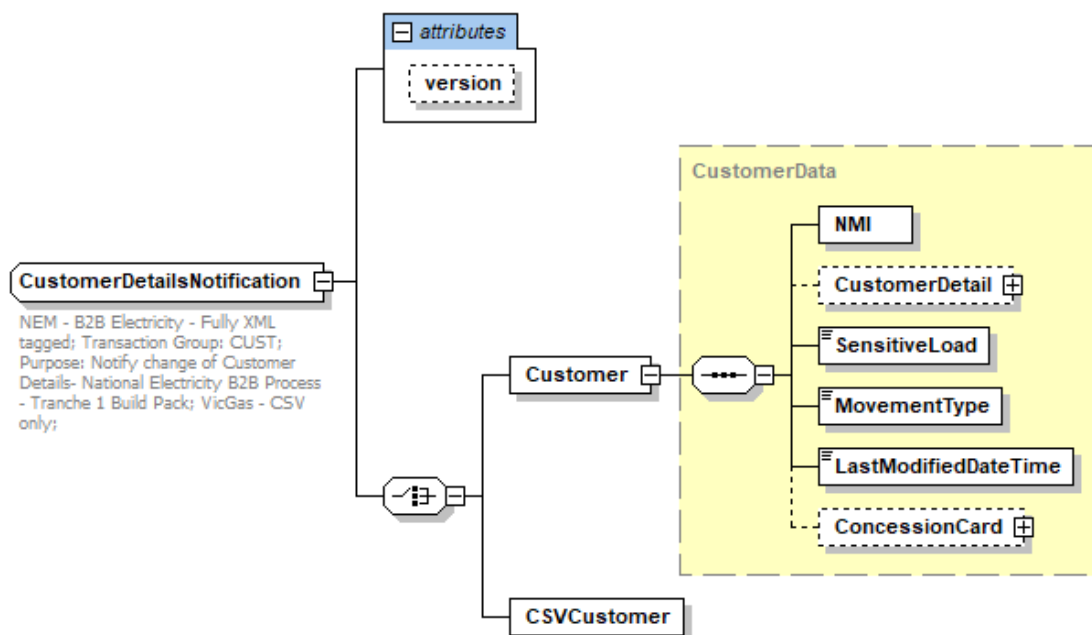 attributes
version
CustomerData
NMI
CustomerDetailsNotification
CustomerDetail
NEM - B2B Electricity - Fully XML
tagged; Transaction Group: CUST;
Purpose: Notify change of Customer
Details- National Electricity B2B Process
- Tranche 1 Build Pack; VicGas - CSV
only;
SensitiveLoad
Customer
MovementType
LastModifiedDateTime
ConcessionCard
CSVCustomer